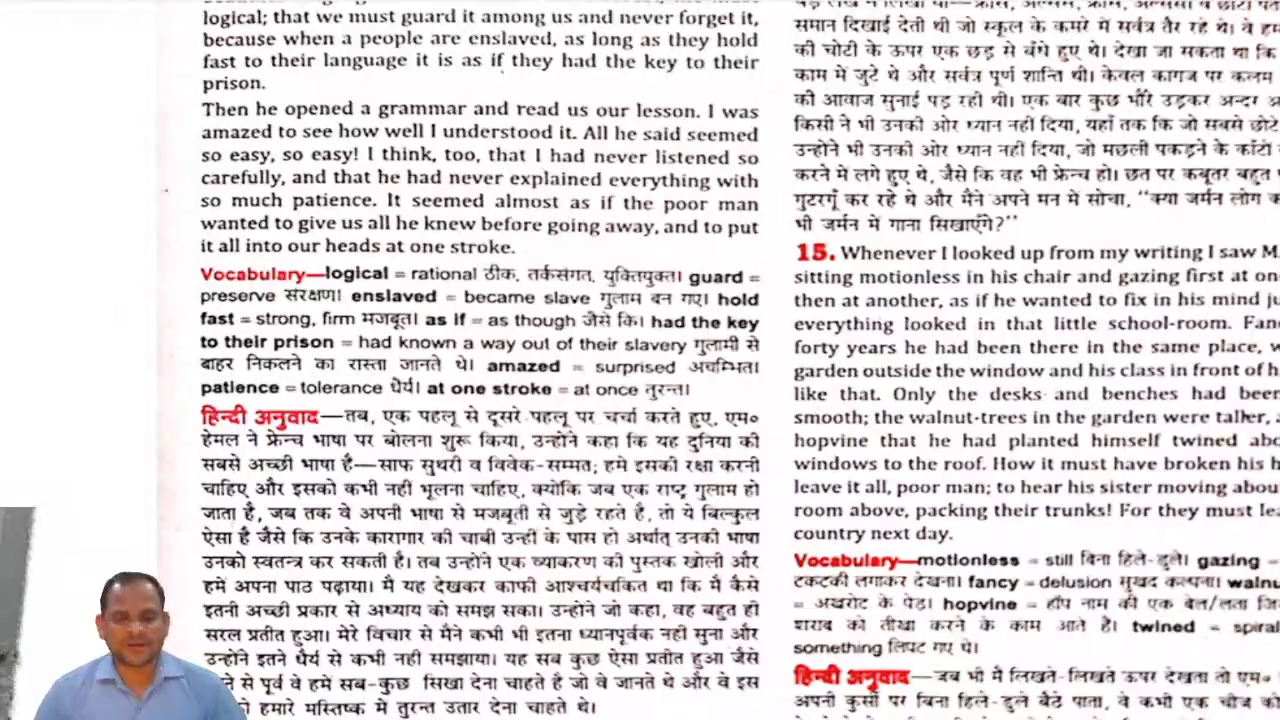 logical; that we must guard it among us and never forget it,
because when a people are enslaved, as long as they hold
fast to their language it is as if they had the key to their
prison.
Then he opened a grammar and read us our lesson. I was
amazed to see how well I understood it. All he said seemed
so easy, so easy! I think, too, that I had never listened so
carefully, and that he had never explained everything with
so much patience. It seemed almost as if the poor man
wanted to give us all he knew before going away, and to put
it all into our heads at one stroke.
Vocabulary—logical = rational ठीक, तर्कसंगत, युक्तियुक्त। guard =
preserve संरक्षण। enslaved = became slave गुलाम बन गए। hold
fast = strong, firm मजबूत। as if = as though जैसे कि। had the key
to their prison = had known a way out of their slavery गुलामी से
बाहर निकलने का रास्ता जानते थे। amazed = surprised अचम्भित।
patience = tolerance धैर्य। at one stroke = at once तुरन्त।
हिन्दी अनुवाद—तब, एक पहलू से दूसरे पहलू पर चर्चा करते हुए, एम०
हेमल ने फ्रेन्च भाषा पर बोलना शुरू किया, उन्होंने कहा कि यह दुनिया की
सबसे अच्छी भाषा है—साफ सुथरी व विवेक-सम्मत; हमे इसकी रक्षा करनी
चाहिए और इसको कभी नहीं भूलना चाहिए, क्योंकि जब एक राष्ट्र गुलाम हो
जाता है, जब तक वे अपनी भाषा से मजबूती से जुड़े रहते है, तो ये बिल्कुल
ऐसा है जैसे कि उनके कारागार की चाबी उन्हीं के पास हो अर्थात् उनकी भाषा
उनको स्वतन्त्र कर सकती है। तब उन्होंने एक व्याकरण की पुस्तक खोली और
हमें अपना पाठ पढ़ाया। मै यह देखकर काफी आश्चर्यचकित था कि मै कैसे
इतनी अच्छी प्रकार से अध्याय को समझ सका। उन्होंने जो कहा, वह बहुत ही
सरल प्रतीत हुआ। मेरे विचार से मैने कभी भी इतना ध्यानपूर्वक नही सुना और
उन्होंने इतने धैर्य से कभी नही समझाया। यह सब कुछ ऐसा प्रतीत हुआ जैसे
से पूर्व वे हमें सब-कुछ सिखा देना चाहते है जो वे जानते थे और वे इस
हमारे मस्तिष्क में तुरन्त उतार देना चाहते थे।
समान दिखाई देती थी जो स्कूल के कमरे में सर्वत्र तैर रहे थे। वे
की चोटी के ऊपर एक छड़ से बँधे हुए थे। देखा जा सकता था कि
काम में जुटे थे और सर्वत्र पूर्ण शान्ति थी। केवल कागज पर कलम
की आवाज सुनाई पड़ रही थी। एक बार कुछ भौंरे उड़कर अन्दर
किसी ने भी उनकी ओर ध्यान नहीं दिया, यहाँ तक कि जो सबसे छोटे
उन्होंने भी उनकी ओर ध्यान नहीं दिया, जो मछली पकड़ने के काँटों
करने में लगे हुए थे, जैसे कि वह भी फ्रेन्च हो। छत पर कबूतर बहुत
गुटरगूँ कर रहे थे और मैंने अपने मन में सोचा, “क्या जर्मन लोग
भी जर्मन में गाना सिखाएँगे?”
15. Whenever I looked up from my writing I saw M.
sitting motionless in his chair and gazing first at
then at another, as if he wanted to fix in his mind
everything looked in that little school-room.
forty years he had been there in the same place,
garden outside the window and his class in front of
like that. Only the desks and benches had been
smooth; the walnut-trees in the garden were taller,
hopvine that he had planted himself twined
windows to the roof. How it must have broken his
leave it all, poor man; to hear his sister moving
room above, packing their trunks! For they must
country next day.
Vocabulary—motionless = still बिना हिले-डुले। gazing =
टकटकी लगाकर देखना। fancy = delusion सुखद कल्पना।
= अखरोट के पेड़। hopvine = हॉप नाम की एक बेल/लता
शराब को तीखा करने के काम आते है। twined =
something लिपट गए थे।
हिन्दी अनुवाद—जब भी मै लिखते-लिखते ऊपर देखता तो एम०
अपनी कुर्सी पर बिना हिले-डुले बैठे पाता, वे कभी एक चीज